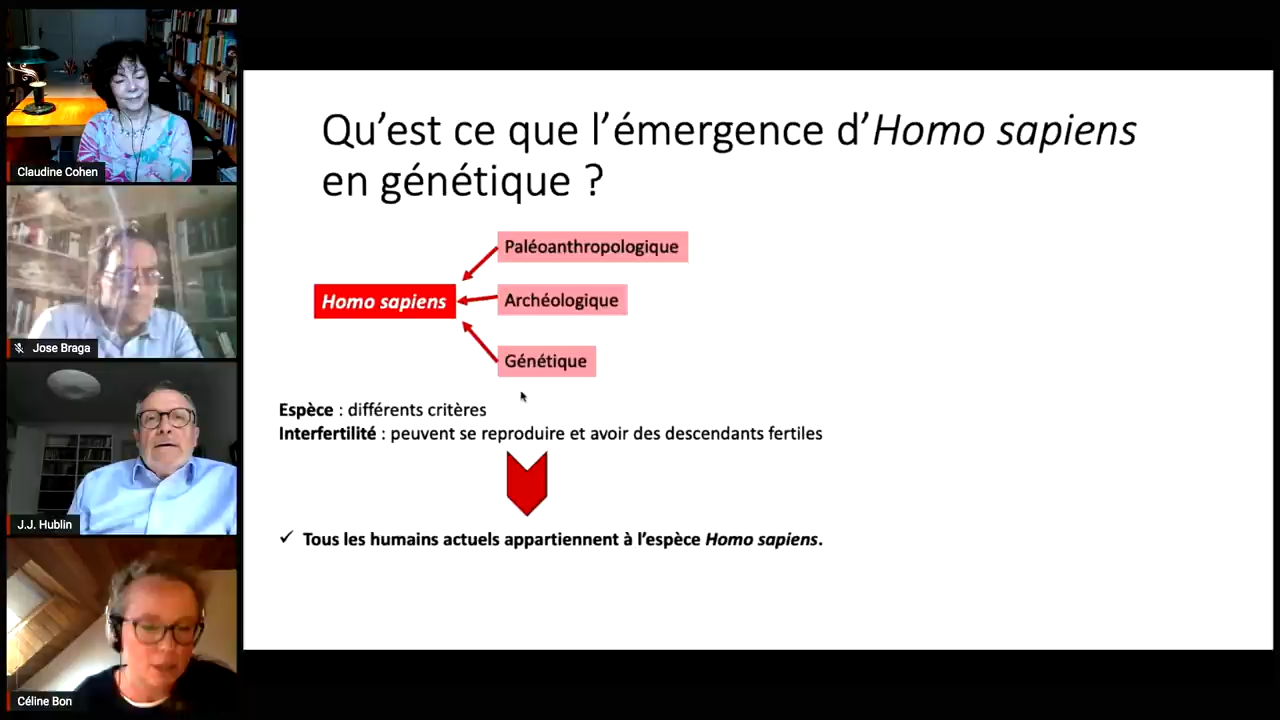 Claudine Cohen
Jose Braga
J.J. Hublin
Céline Bon
Qu’est ce que l’émergence d’Homo sapiens
en génétique ?
Paléoanthropologique
Homo sapiens
Archéologique
Génétique
Espèce : différents critères
Interfertilité : peuvent se reproduire et avoir des descendants fertiles
✓ Tous les humains actuels appartiennent à l’espèce Homo sapiens.